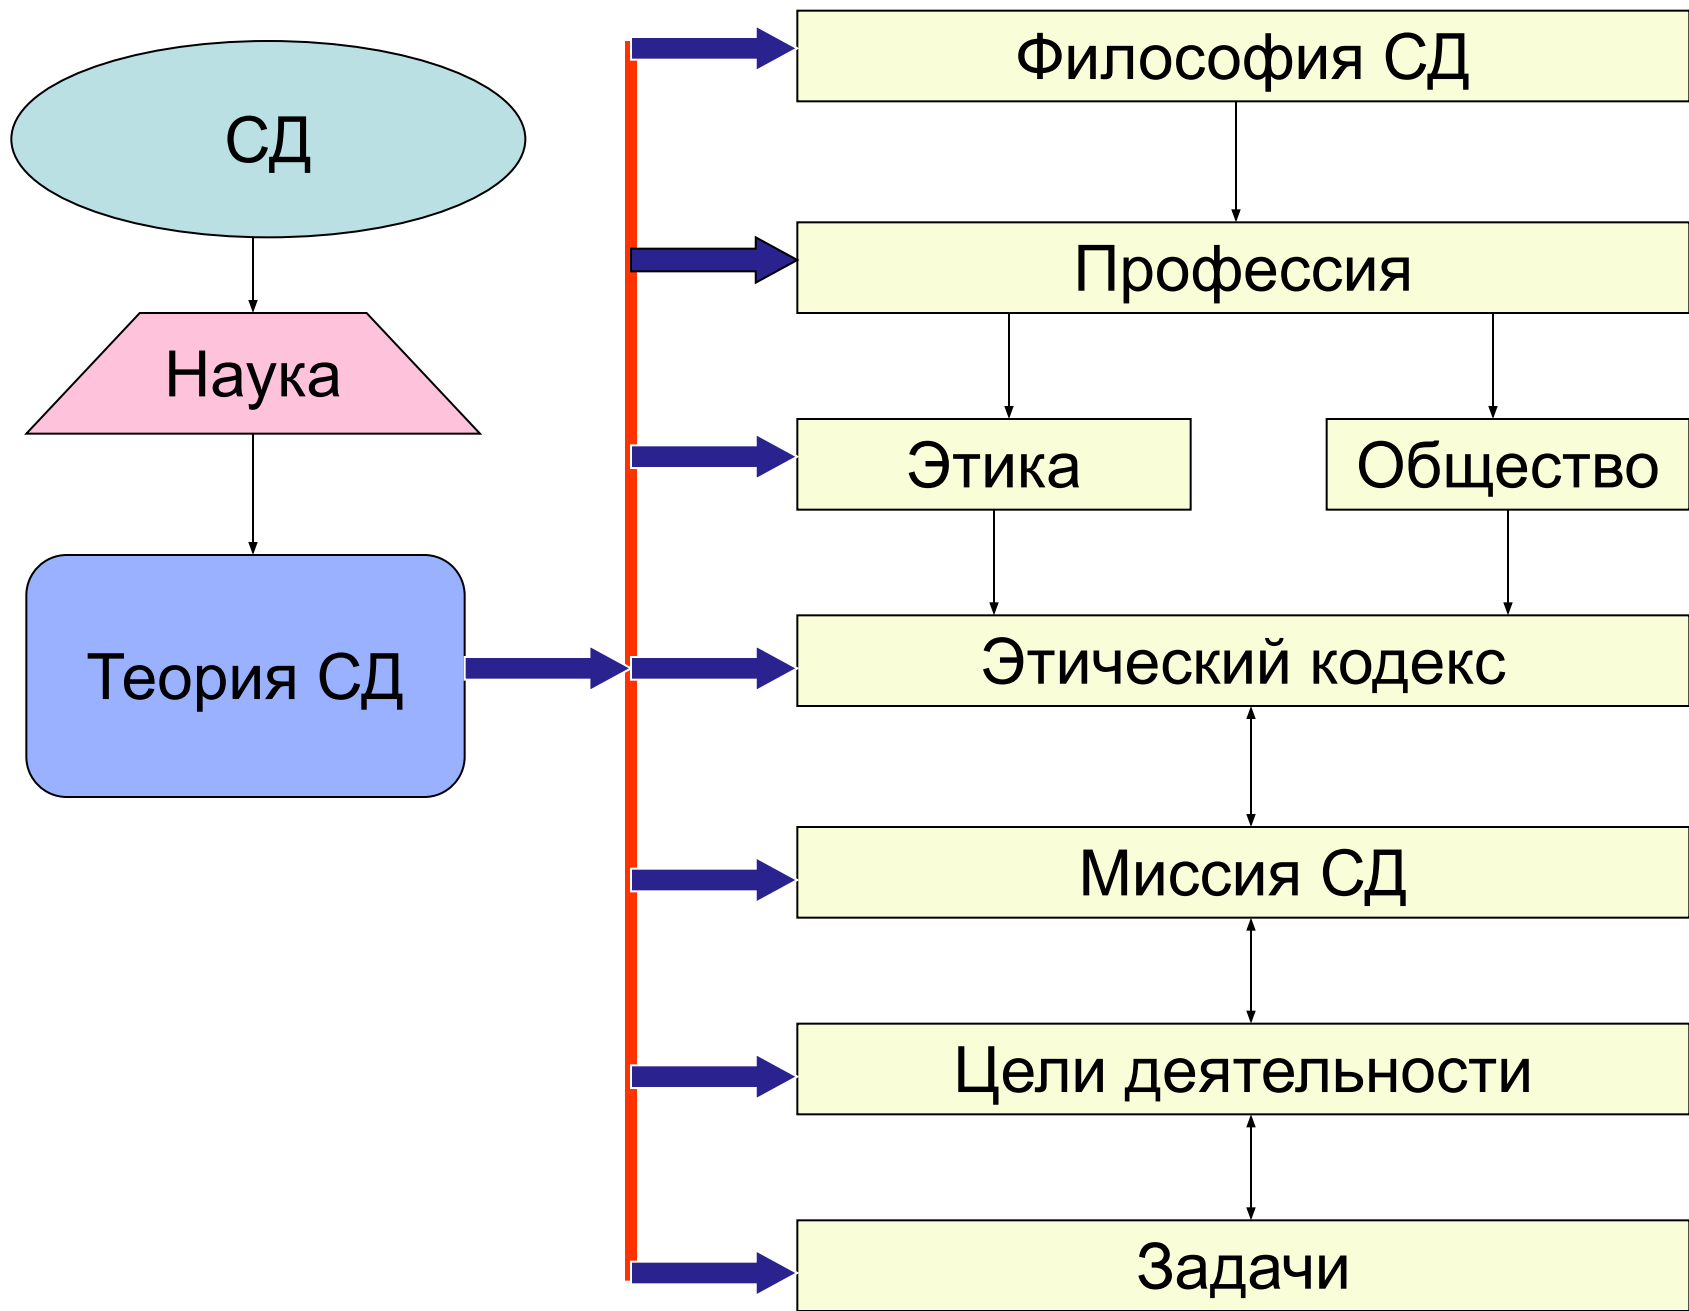 СД
Наука
Теория СД
Философия СД
Профессия
Этика
Общество
Этический кодекс
Миссия СД
Цели деятельности
Задачи